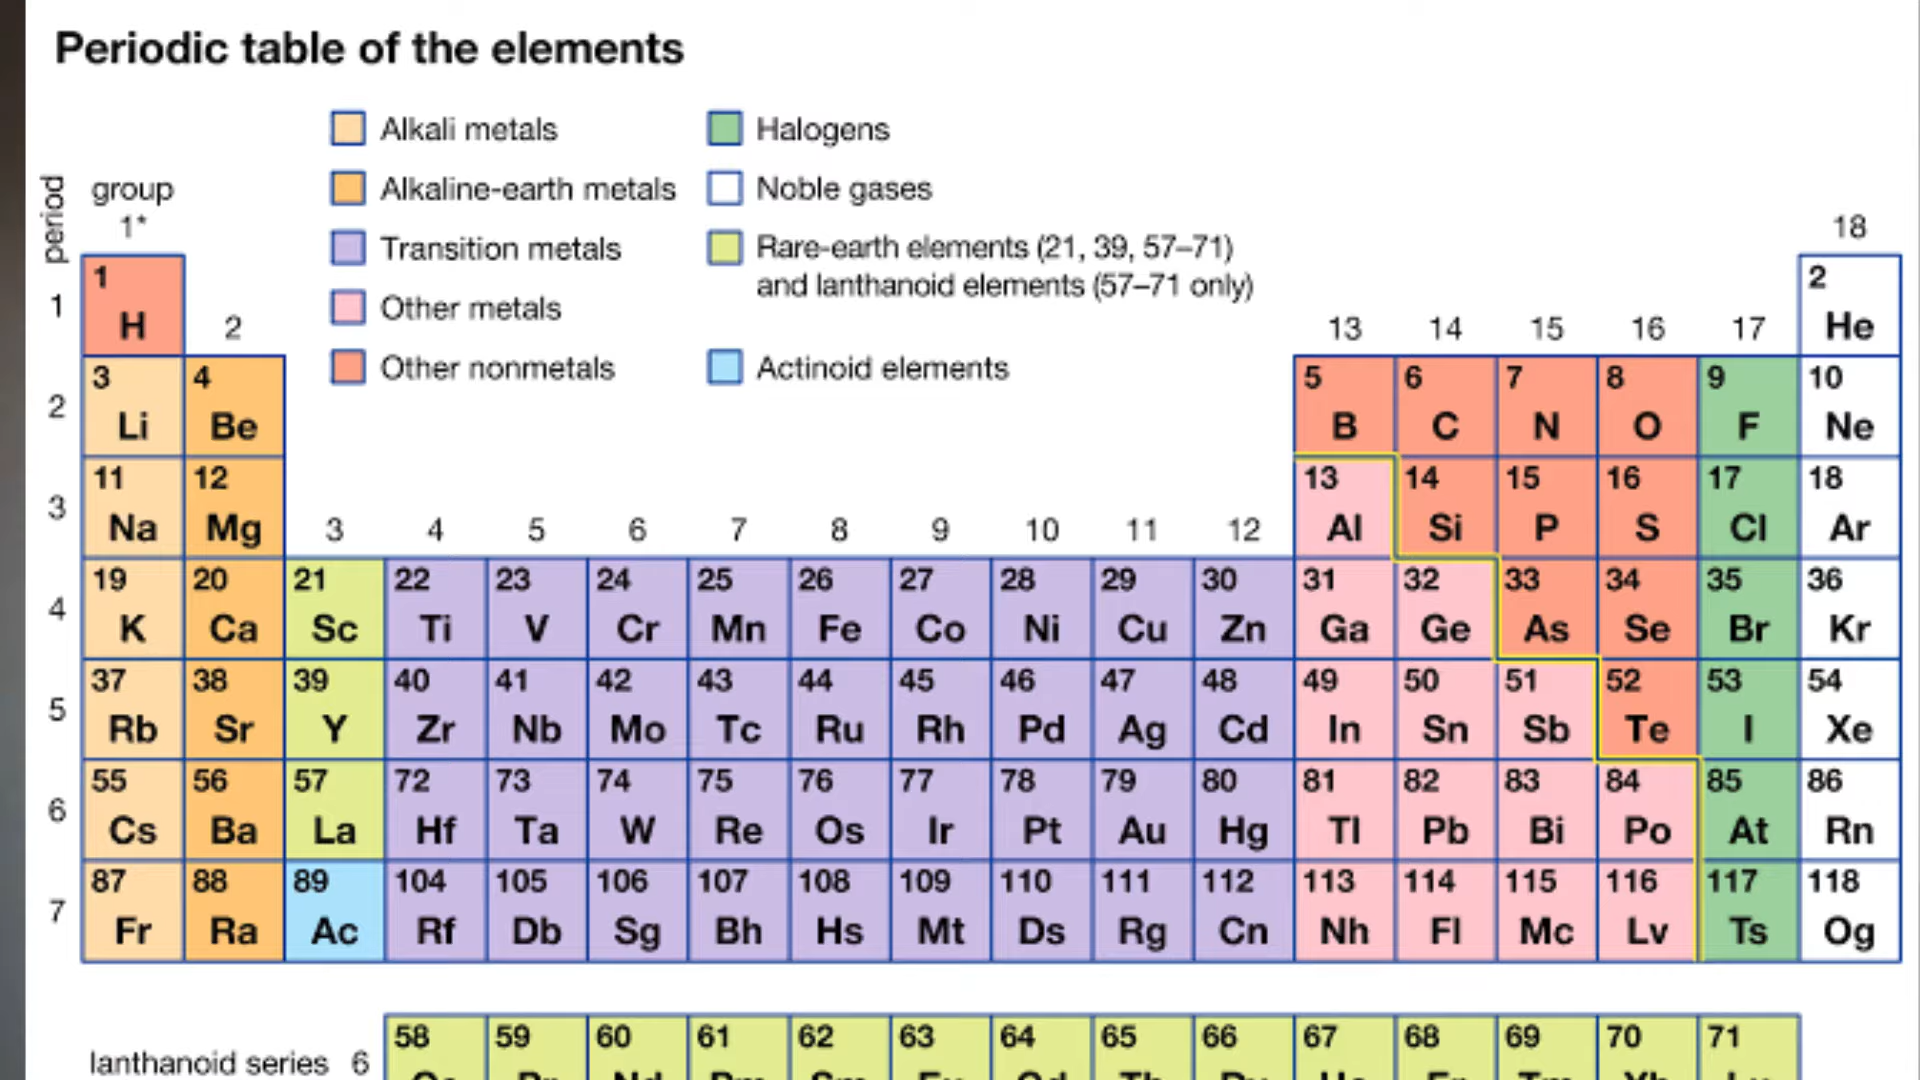 Periodic table of the elements
Alkali metals
Halogens
Alkaline-earth metals
Noble gases
Transition metals
Rare-earth elements (21, 39, 57–71)
and lanthanoid elements (57–71 only)
Other metals
Other nonmetals
Actinoid elements
period
group
1* 2 3 4 5 6 7 8 9 10 11 12 13 14 15 16 17 18
1
1 2
H He
2
3 4 5 6 7 8 9 10
Li Be B C N O F Ne
3
11 12 13 14 15 16 17 18
Na Mg Al Si P S Cl Ar
4
19 20 21 22 23 24 25 26 27 28 29 30 31 32 33 34 35 36
K Ca Sc Ti V Cr Mn Fe Co Ni Cu Zn Ga Ge As Se Br Kr
5
37 38 39 40 41 42 43 44 45 46 47 48 49 50 51 52 53 54
Rb Sr Y Zr Nb Mo Tc Ru Rh Pd Ag Cd In Sn Sb Te I Xe
6
55 56 57 72 73 74 75 76 77 78 79 80 81 82 83 84 85 86
Cs Ba La Hf Ta W Re Os Ir Pt Au Hg Tl Pb Bi Po At Rn
7
87 88 89 104 105 106 107 108 109 110 111 112 113 114 115 116 117 118
Fr Ra Ac Rf Db Sg Bh Hs Mt Ds Rg Cn Nh Fl Mc Lv Ts Og
58 59 60 61 62 63 64 65 66 67 68 69 70 71
lanthanoid series 6